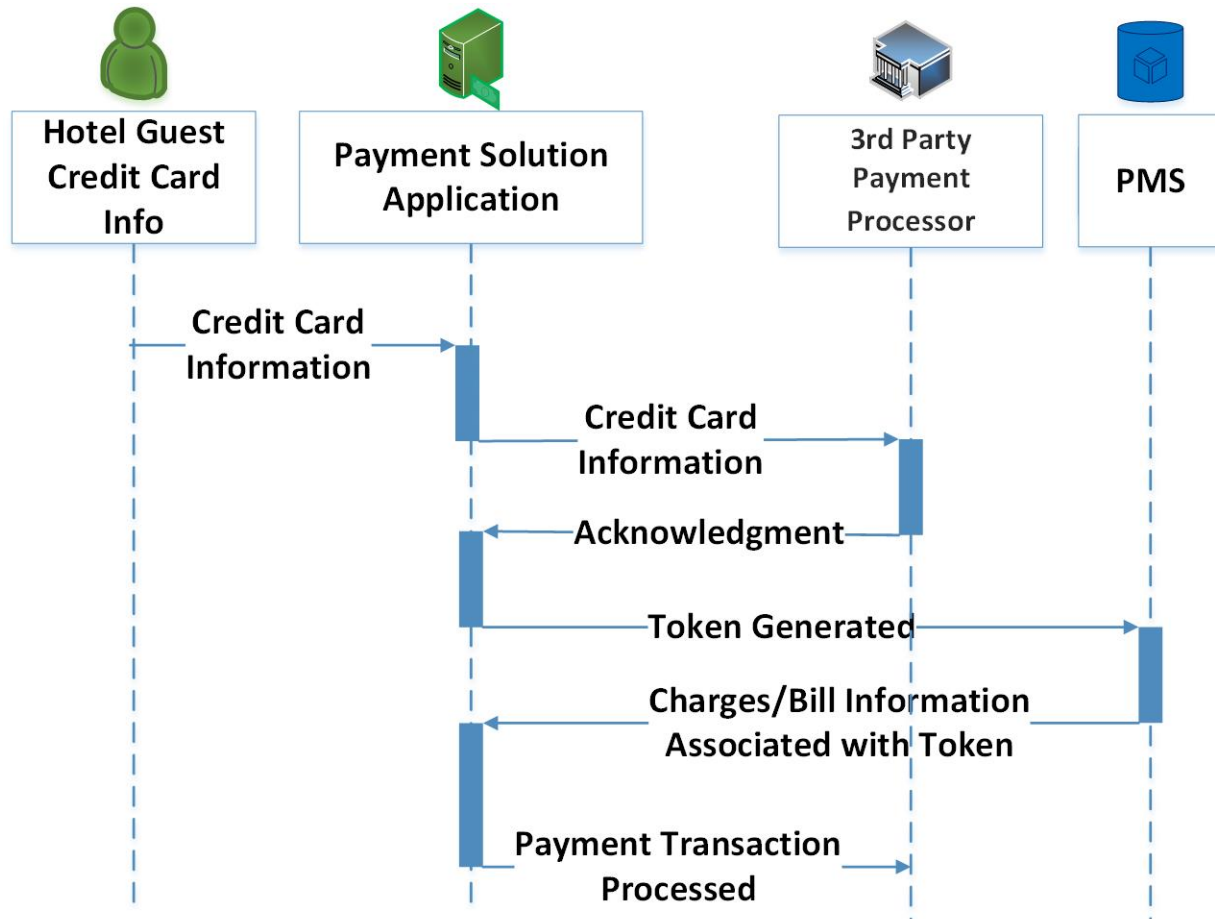 Hotel Guest
Credit Card
Info
Payment Solution
Application
3rd Party
Payment
Processor
PMS
Credit Card
Information
Credit Card
Information
Acknowledgment
Token Generated
Charges/Bill Information
Associated with Token
Payment Transaction
Processed